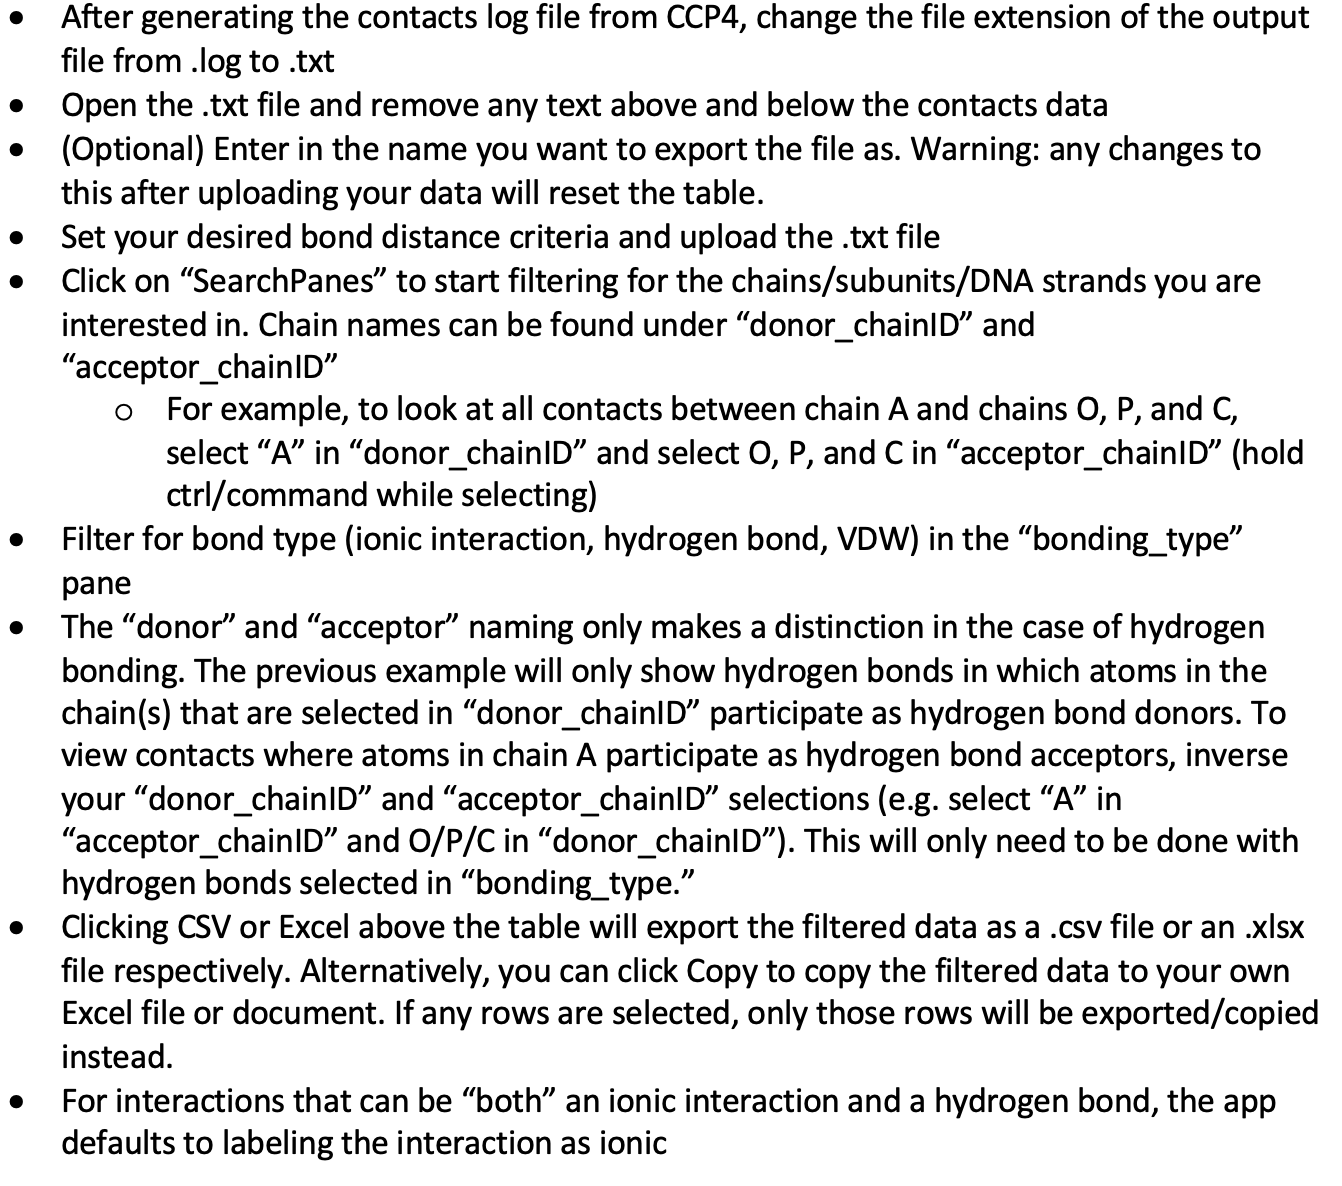 • After generating the contacts log file from CCP4, change the file extension of the output
file from .log to .txt
• Open the .txt file and remove any text above and below the contacts data
• (Optional) Enter in the name you want to export the file as. Warning: any changes to
this after uploading your data will reset the table.
• Set your desired bond distance criteria and upload the .txt file
• Click on “SearchPanes” to start filtering for the chains/subunits/DNA strands you are
interested in. Chain names can be found under “donor_chainID” and
“acceptor_chainID”
o For example, to look at all contacts between chain A and chains O, P, and C,
select “A” in “donor_chainID” and select O, P, and C in “acceptor_chainID” (hold
ctrl/command while selecting)
• Filter for bond type (ionic interaction, hydrogen bond, VDW) in the “bonding_type”
pane
• The “donor” and “acceptor” naming only makes a distinction in the case of hydrogen
bonding. The previous example will only show hydrogen bonds in which atoms in the
chain(s) that are selected in “donor_chainID” participate as hydrogen bond donors. To
view contacts where atoms in chain A participate as hydrogen bond acceptors, inverse
your “donor_chainID” and “acceptor_chainID” selections (e.g. select “A” in
“acceptor_chainID” and O/P/C in “donor_chainID”). This will only need to be done with
hydrogen bonds selected in “bonding_type.”
• Clicking CSV or Excel above the table will export the filtered data as a .csv file or an .xlsx
file respectively. Alternatively, you can click Copy to copy the filtered data to your own
Excel file or document. If any rows are selected, only those rows will be exported/copied
instead.
• For interactions that can be “both” an ionic interaction and a hydrogen bond, the app
defaults to labeling the interaction as ionic